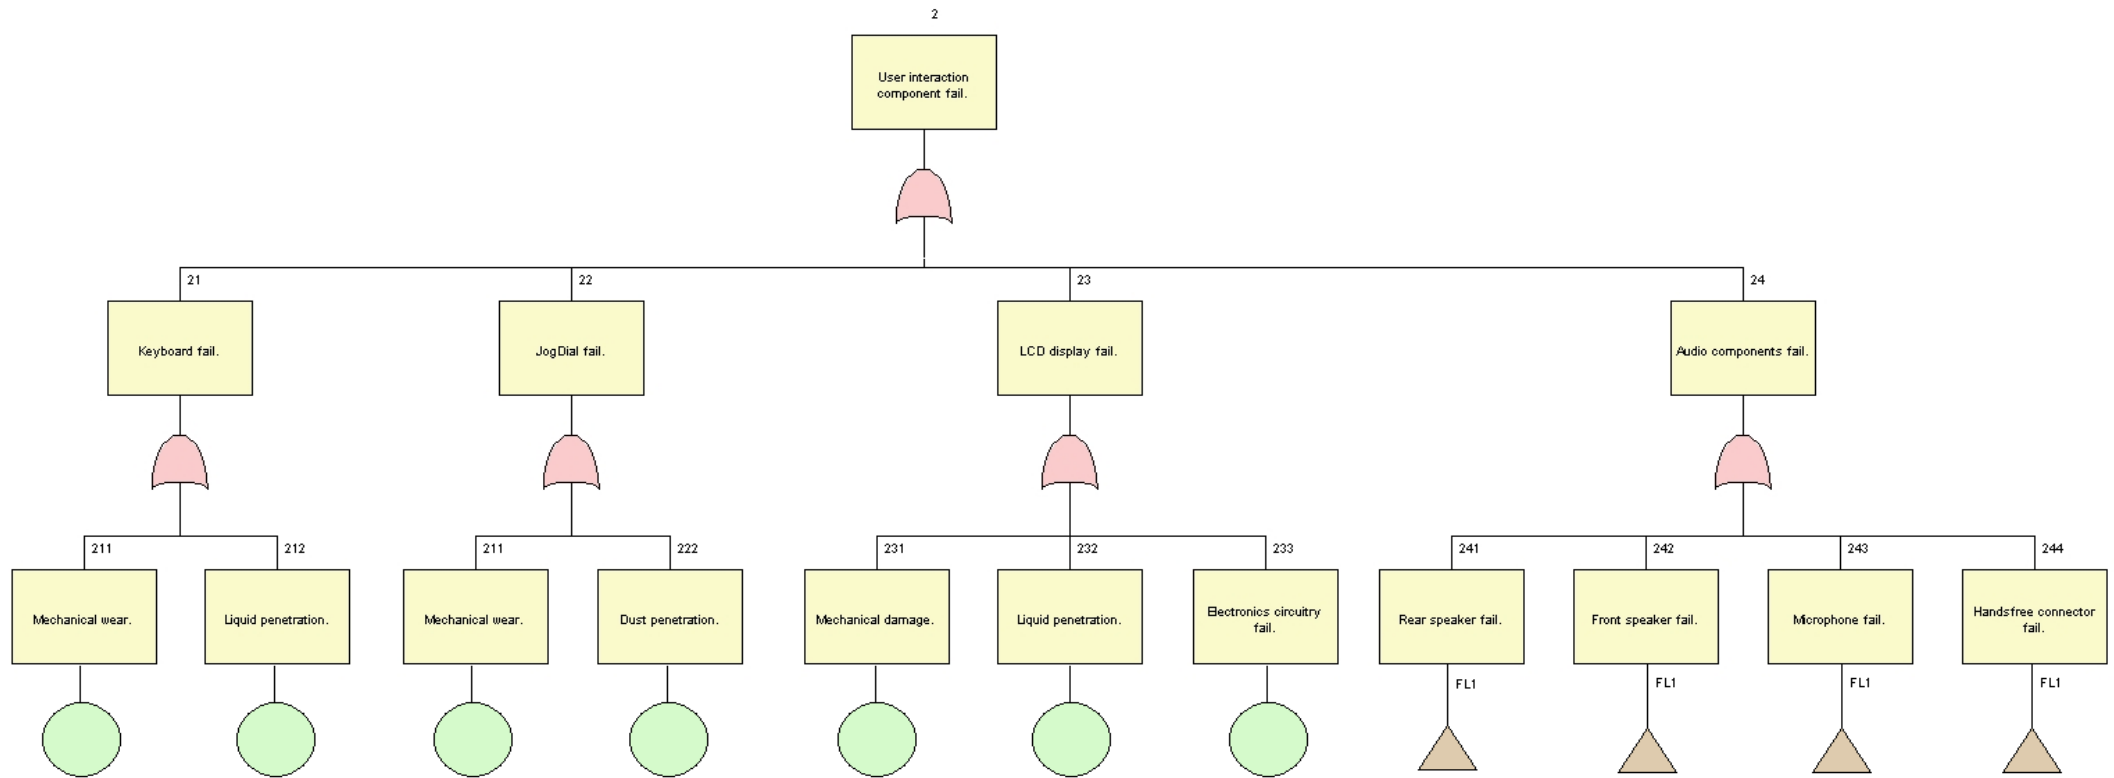 2
User interaction
component fail.
21
22
23
24
Keyboard fail.
JogDial fail.
LCD display fail.
Audio components fail.
211
212
211
222
231
232
233
241
242
243
244
Mechanical wear.
Liquid penetration.
Mechanical wear.
Dust penetration.
Mechanical damage.
Liquid penetration.
Electronics circuitry
fail.
Rear speaker fail.
Front speaker fail.
Microphone fail.
Handsfree connector
fail.
FL1
FL1
FL1
FL1